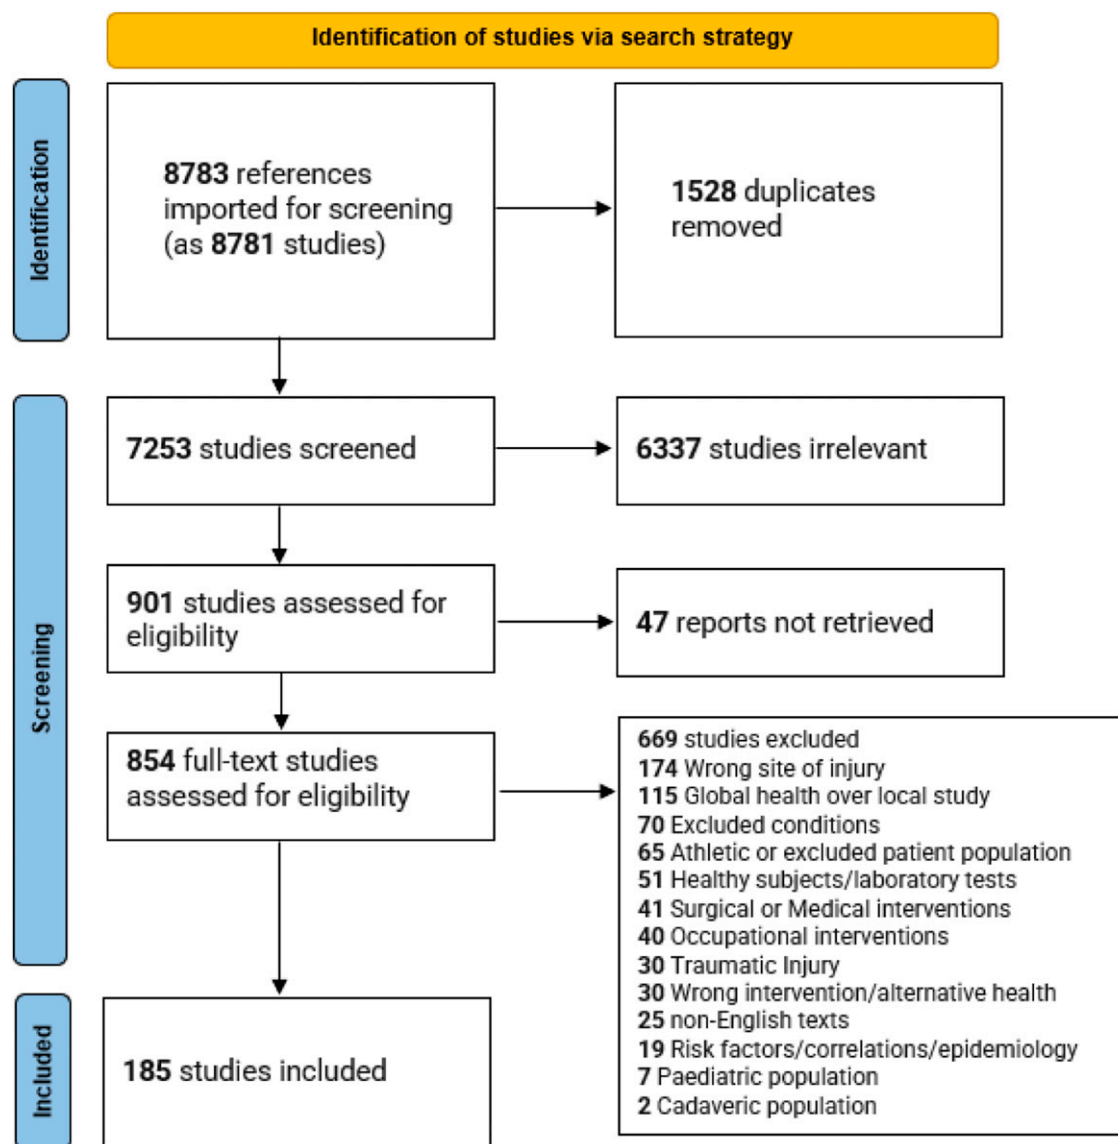 Identification of studies via search strategy
Identification
8783 references
imported for screening
(as 8781 studies)
1528 duplicates
removed
Screening
7253 studies screened
6337 studies irrelevant
901 studies assessed for
eligibility
47 reports not retrieved
854 full-text studies
assessed for eligibility
669 studies excluded
174 Wrong site of injury
115 Global health over local study
70 Excluded conditions
65 Athletic or excluded patient population
51 Healthy subjects/laboratory tests
41 Surgical or Medical interventions
40 Occupational interventions
30 Traumatic Injury
30 Wrong intervention/alternative health
25 non-English texts
19 Risk factors/correlations/epidemiology
7 Paediatric population
2 Cadaveric population
Included
185 studies included